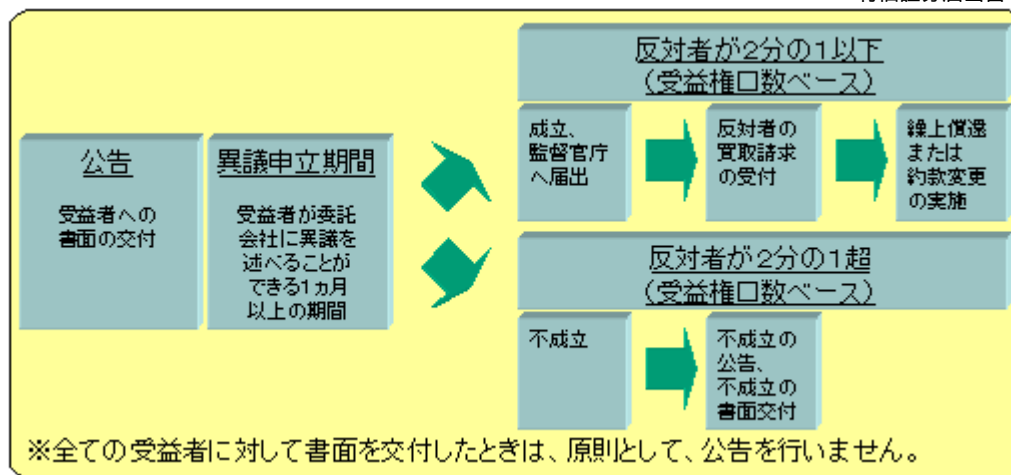 公告
受益者への
書面の交付
異議申立期間
受益者が委託
会社に異議を
述べることが
できる1ヵ月
以上の期間
反対者が2分の1以下
(受益権口数ベース)
成立、
監督官庁
へ届出
反対者の
買取請求
の受付
繰上償還
または
約款変更
の実施
反対者が2分の1超
(受益権口数ベース)
不成立
不成立の
公告、
不成立の
書面交付
※全ての受益者に対して書面を交付したときは、原則として、公告を行いません。